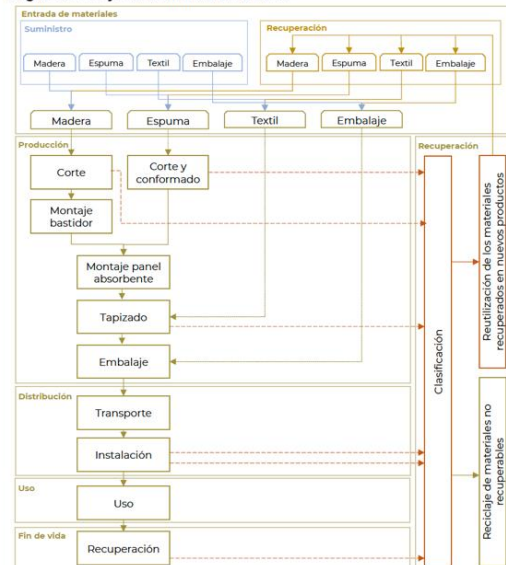 Entrada de materiales
Suministro
Recuperación
Madera
Espuma
Textil
Embalaje
Madera
Espuma
Textil
Embalaje
Madera
Espuma
Textil
Embalaje
Producción
Recuperación
Corte
Corte y
conformado
Montaje
bastidor
Montaje panel
absorbente
Tapizado
Embalaje
Clasificación
Reutilización de los materiales
recuperados en nuevos productos
Distribución
Transporte
Instalación
Reciclaje de materiales no
recuperables
Uso
Uso
Fin de vida
Recuperación